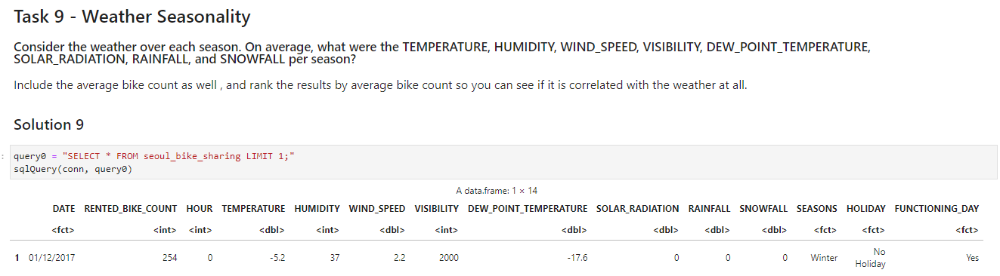 Task 9 - Weather Seasonality
Consider the weather over each season. On average, what were the TEMPERATURE, HUMIDITY, WIND_SPEED, VISIBILITY, DEW_POINT_TEMPERATURE,
SOLAR_RADIATION, RAINFALL, and SNOWFALL per season?
Include the average bike count as well , and rank the results by average bike count so you can see if it is correlated with the weather at all.
Solution 9
: query0 = "SELECT * FROM seoul_bike_sharing LIMIT 1;"
sqlQuery(conn, query0)
A data.frame: 1 × 14
DATE RENTED_BIKE_COUNT HOUR TEMPERATURE HUMIDITY WIND_SPEED VISIBILITY DEW_POINT_TEMPERATURE SOLAR_RADIATION RAINFALL SNOWFALL SEASONS HOLIDAY FUNCTIONING_DAY
<fct> <int> <int> <dbl> <int> <dbl> <int> <dbl> <dbl> <dbl> <dbl> <fct> <fct> <fct>
1 01/12/2017 254 0 -5.2 37 2.2 2000 -17.6 0 0 0 Winter No Yes
Holiday